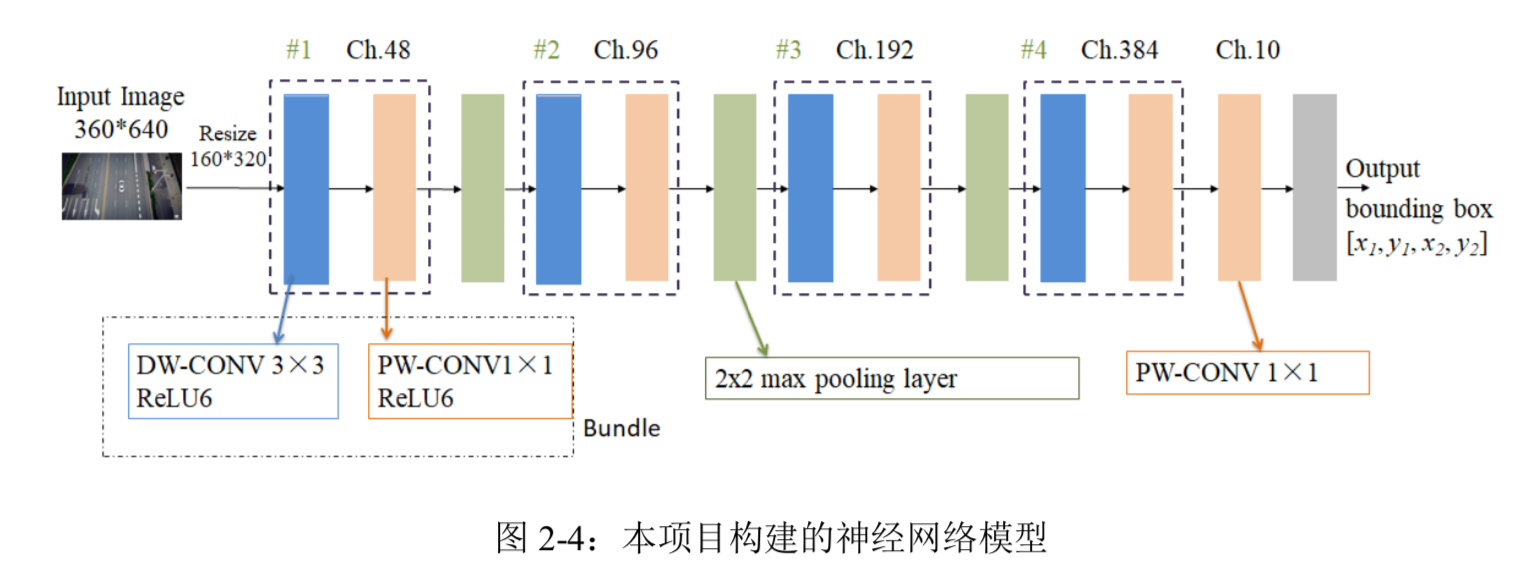 #1 Ch.48 #2 Ch.96 #3 Ch.192 #4 Ch.384 Ch.10
Input Image
360*640
Resize
160*320
Output
bounding box
[x1, y1, x2, y2]
DW-CONV 3×3
ReLU6
PW-CONV1×1
ReLU6
Bundle
2x2 max pooling layer
PW-CONV 1×1
图 2-4：本项目构建的神经网络模型